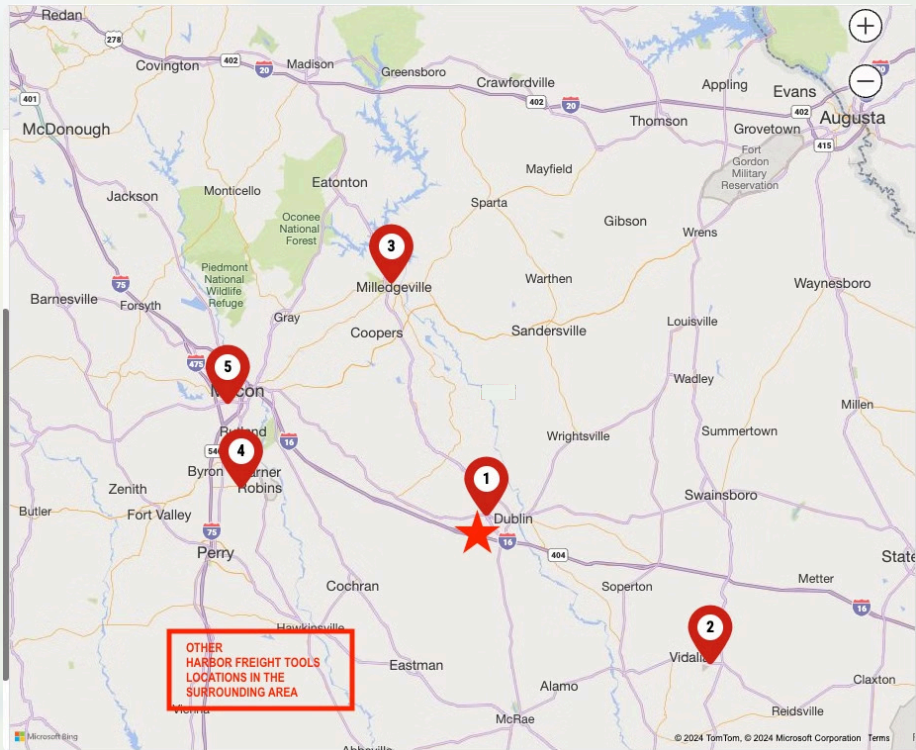 Redan
278
Covington
402
20
Madison
Greensboro
Crawfordville
402
20
Appling
Evans
20
402
Augusta
401
McDonough
Thomson
Grovetown
415
Fort
Gordon
Military
Reservation
Mayfield
Jackson
Monticello
Eatonton
Sparta
Oconee
National
Forest
Gibson
Wrens
3
Piedmont
National
Wildlife
Refuge
75
Milledgeville
Warthen
Waynesboro
Barnesville
Forsyth
Gray
Coopers
Sandersville
Louisville
475
5
Wadley
Millen
16
Wrightsville
Summertown
4
Byron
Robins
Zenith
1
Butler
Fort Valley
Dublin
Swainsboro
75
Perry
16
404
Cochran
Soperton
Metter
16
Hawkinsville
2
OTHER
HARBOR FREIGHT TOOLS
LOCATIONS IN THE
SURROUNDING AREA
Eastman
Alamo
Claxton
McRae
Reidsville
Microsoft Bing
© 2024 TomTom, © 2024 Microsoft Corporation Terms